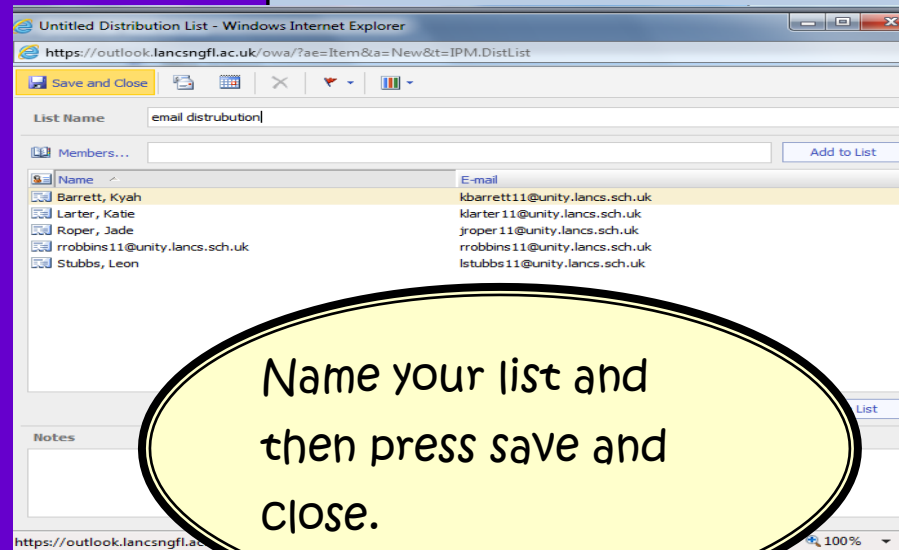 Untitled Distribution List - Windows Internet Explorer
https://outlook.lancsngfl.ac.uk/owa/?ae=Item&a=New&t=IPM.DistList
Save and Close
List Name email distrubution
Members... Add to List
Name E-mail
Barrett, Kyah kbarrett11@unity.lancs.sch.uk
Larter, Katie klarter11@unity.lancs.sch.uk
Roper, Jade jroper11@unity.lancs.sch.uk
rrobbins11@unity.lancs.sch.uk rrobbins11@unity.lancs.sch.uk
Stubbs, Leon lstubbs11@unity.lancs.sch.uk
Name your list and
then press save and
close.
List
Notes
https://outlook.lancsngfl.ac 100%